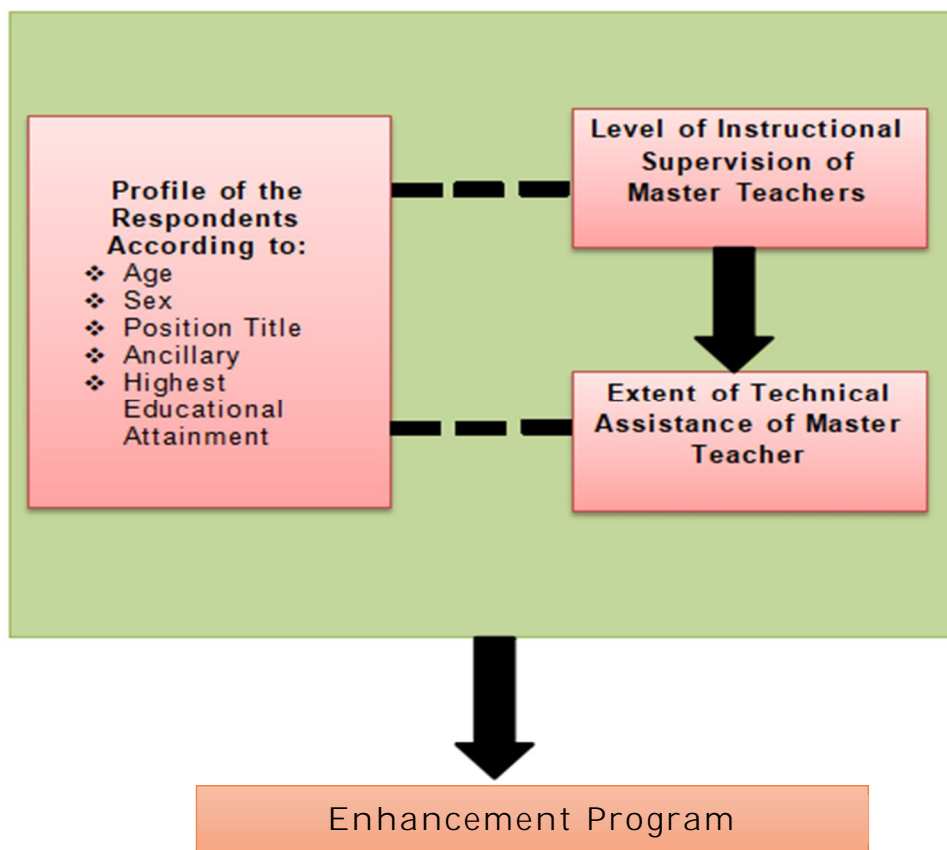 Profile of the
Respondents
According to:
❖ Age
❖ Sex
❖ Position Title
❖ Ancillary
❖ Highest
Educational
Attainment
Level of Instructional
Supervision of
Master Teachers
Extent of Technical
Assistance of Master
Teacher
Enhancement Program